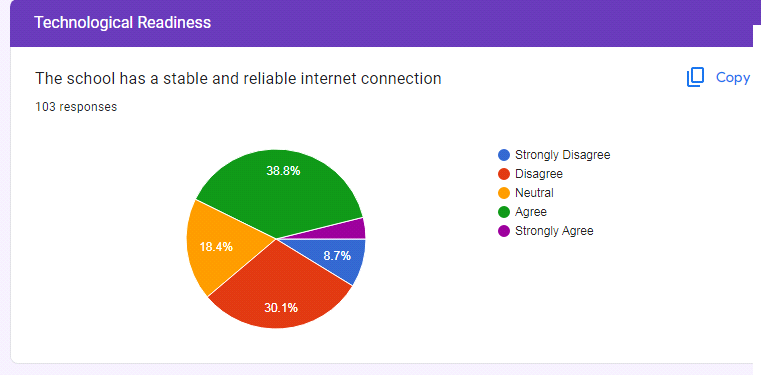 Technological Readiness
The school has a stable and reliable internet connection
Copy
103 responses
38.8%
18.4%
8.7%
30.1%
Strongly Disagree
Disagree
Neutral
Agree
Strongly Agree